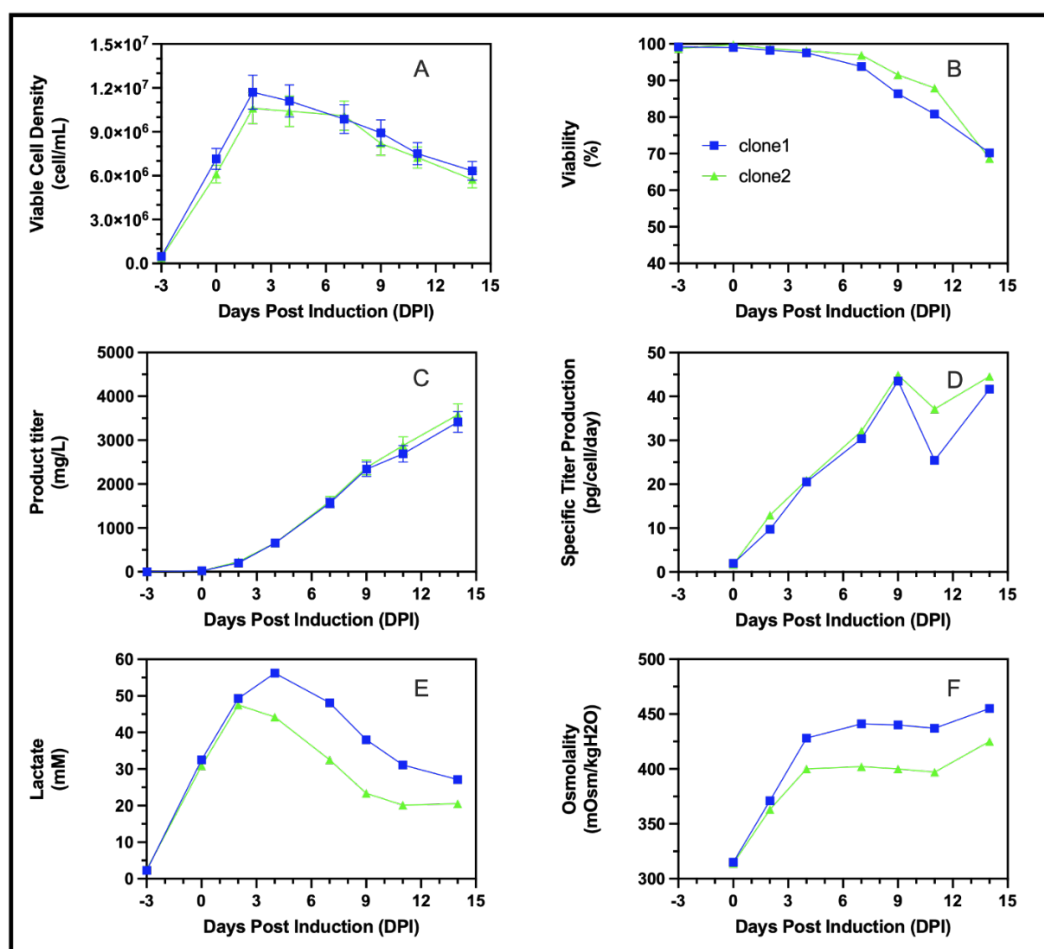 A
Viable Cell Density
(cell/mL)
1.5×10⁷
1.2×10⁷
9.0×10⁶
6.0×10⁶
3.0×10⁶
0.0
-3 0 3 6 9 12 15
Days Post Induction (DPI)
B
Viability
(%)
100
90
80
70
60
50
40
clone1
clone2
-3 0 3 6 9 12 15
Days Post Induction (DPI)
C
Product titer
(mg/L)
5000
4000
3000
2000
1000
0
-3 0 3 6 9 12 15
Days Post Induction (DPI)
D
Specific Titer Production
(pg/cell/day)
50
40
30
20
10
0
-3 0 3 6 9 12 15
Days Post Induction (DPI)
E
Lactate
(mM)
60
50
40
30
20
10
0
-3 0 3 6 9 12 15
Days Post Induction (DPI)
F
Osmolality
(mOsm/kgH2O)
500
450
400
350
300
-3 0 3 6 9 12 15
Days Post Induction (DPI)